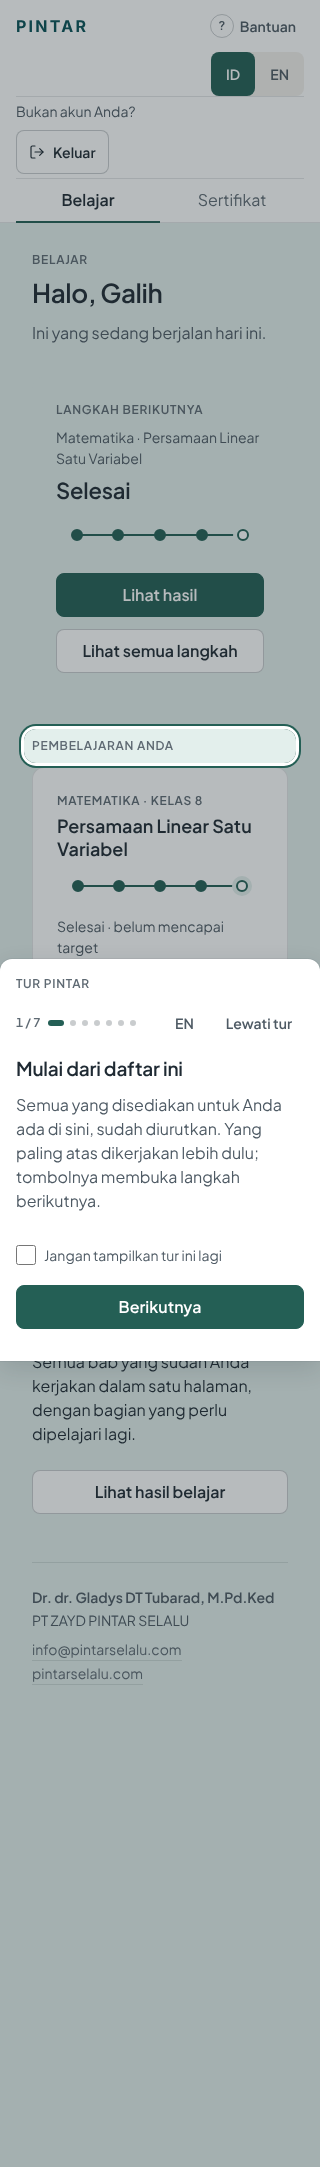 PINTAR
? Bantuan
ID EN
Bukan akun Anda?
Keluar
Belajar Sertifikat
BELAJAR
Halo, Galih
Ini yang sedang berjalan hari ini.
LANGKAH BERIKUTNYA
Matematika · Persamaan Linear
Satu Variabel
Selesai
Lihat hasil
Lihat semua langkah
PEMBELAJARAN ANDA
MATEMATIKA · KELAS 8
Persamaan Linear Satu
Variabel
Selesai · belum mencapai
target
TUR PINTAR
1 / 7 EN Lewati tur
Mulai dari daftar ini
Semua yang disediakan untuk Anda
ada di sini, sudah diurutkan. Yang
paling atas dikerjakan lebih dulu;
tombolnya membuka langkah
berikutnya.
Jangan tampilkan tur ini lagi
Berikutnya
Semua bab yang sudah Anda
kerjakan dalam satu halaman,
dengan bagian yang perlu
dipelajari lagi.
Lihat hasil belajar
Dr. dr. Gladys DT Tubarad, M.Pd.Ked
PT ZAYD PINTAR SELALU
info@pintarselalu.com
pintarselalu.com